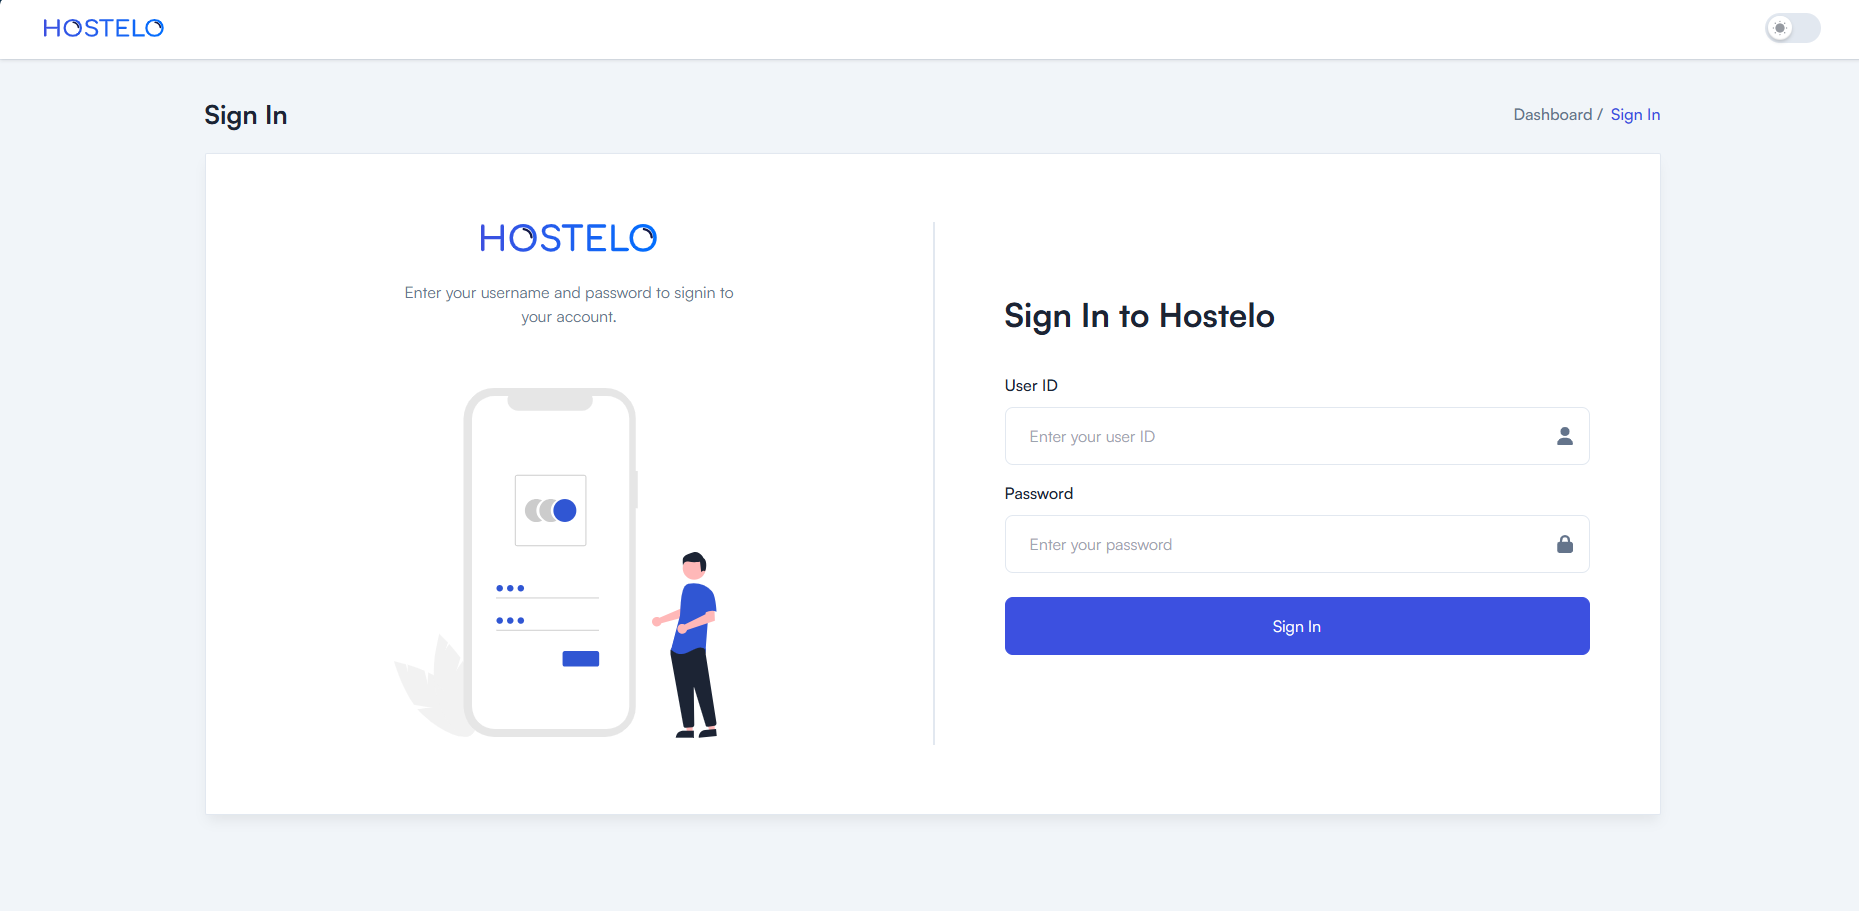 HOSTELO
Sign In
Dashboard / Sign In
HOSTELO
Enter your username and password to signin to
your account.
Sign In to Hostelo
User ID
Enter your user ID
Password
Enter your password
Sign In